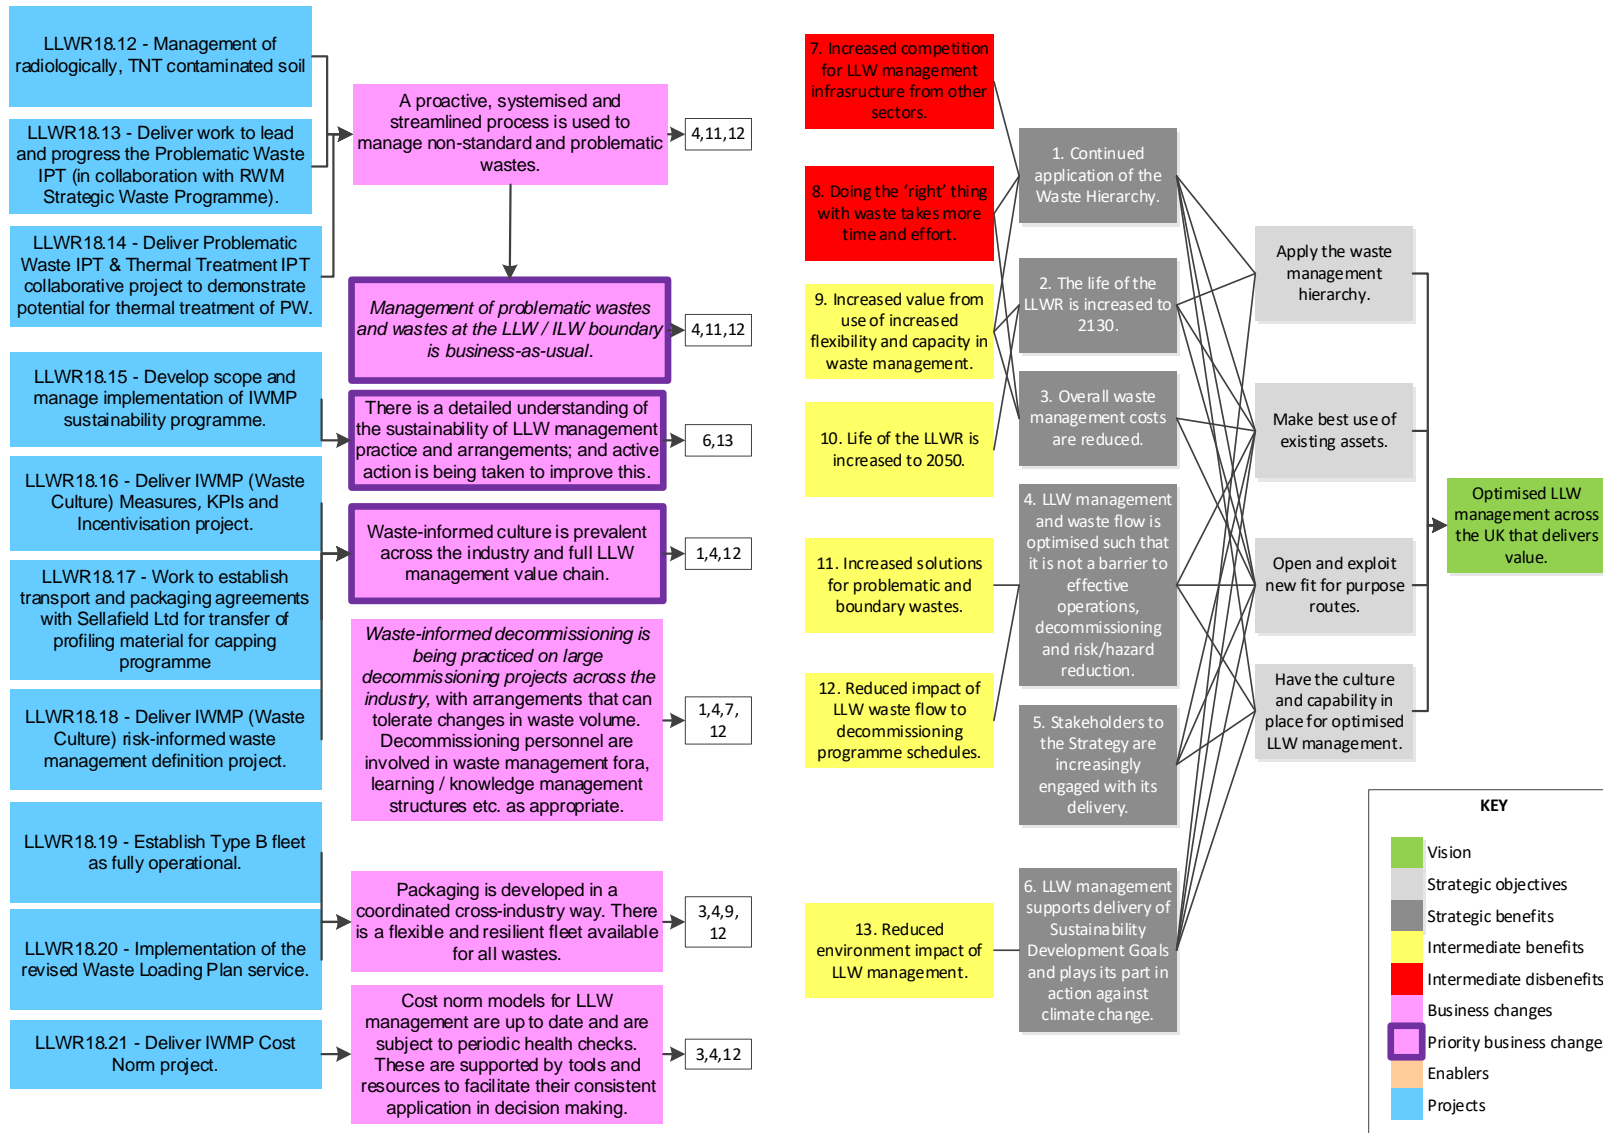 LLWR18.12 - Management of
radiologically, TNT contaminated soil
LLWR18.13 - Deliver work to lead
and progress the Problematic Waste
IPT (in collaboration with RWM
Strategic Waste Programme).
LLWR18.14 - Deliver Problematic
Waste IPT & Thermal Treatment IPT
collaborative project to demonstrate
potential for thermal treatment of PW.
LLWR18.15 - Develop scope and
manage implementation of IWMP
sustainability programme.
LLWR18.16 - Deliver IWMP (Waste
Culture) Measures, KPIs and
Incentivisation project.
LLWR18.17 - Work to establish
transport and packaging agreements
with Sellafield Ltd for transfer of
profiling material for capping
programme
LLWR18.18 - Deliver IWMP (Waste
Culture) risk-informed waste
management definition project.
LLWR18.19 - Establish Type B fleet
as fully operational.
LLWR18.20 - Implementation of the
revised Waste Loading Plan service.
LLWR18.21 - Deliver IWMP Cost
Norm project.
A proactive, systemised and
streamlined process is used to
manage non-standard and problematic
wastes.
4,11,12
Management of problematic wastes
and wastes at the LLW / ILW boundary
is business-as-usual.
4,11,12
There is a detailed understanding of
the sustainability of LLW management
practice and arrangements; and active
action is being taken to improve this.
6,13
Waste-informed culture is prevalent
across the industry and full LLW
management value chain.
1,4,12
Waste-informed decommissioning is
being practiced on large
decommissioning projects across the
industry, with arrangements that can
tolerate changes in waste volume.
Decommissioning personnel are
involved in waste management fora,
learning / knowledge management
structures etc. as appropriate.
1,4,7,
12
Packaging is developed in a
coordinated cross-industry way. There
is a flexible and resilient fleet available
for all wastes.
3,4,9,
12
Cost norm models for LLW
management are up to date and are
subject to periodic health checks.
These are supported by tools and
resources to facilitate their consistent
application in decision making.
3,4,12
7. Increased competition
for LLW management
infrasructure from other
sectors.
8. Doing the ‘right’ thing
with waste takes more
time and effort.
9. Increased value from
use of increased
flexibility and capacity in
waste management.
10. Life of the LLWR is
increased to 2050.
11. Increased solutions
for problematic and
boundary wastes.
12. Reduced impact of
LLW waste flow to
decommissioning
programme schedules.
13. Reduced
environment impact of
LLW management.
1. Continued
application of the
Waste Hierarchy.
2. The life of the
LLWR is increased to
2130.
3. Overall waste
management costs
are reduced.
4. LLW management
and waste flow is
optimised such that
it is not a barrier to
effective
operations,
decommissioning
and risk/hazard
reduction.
5. Stakeholders to
the Strategy are
increasingly
engaged with its
delivery.
6. LLW management
supports delivery of
Sustainability
Development Goals
and plays its part in
action against
climate change.
Apply the waste
management
hierarchy.
Make best use of
existing assets.
Open and exploit
new fit for purpose
routes.
Have the culture
and capability in
place for optimised
LLW management.
Optimised LLW
management across
the UK that delivers
value.
KEY
Vision
Strategic objectives
Strategic benefits
Intermediate benefits
Intermediate disbenefits
Business changes
Priority business change
Enablers
Projects